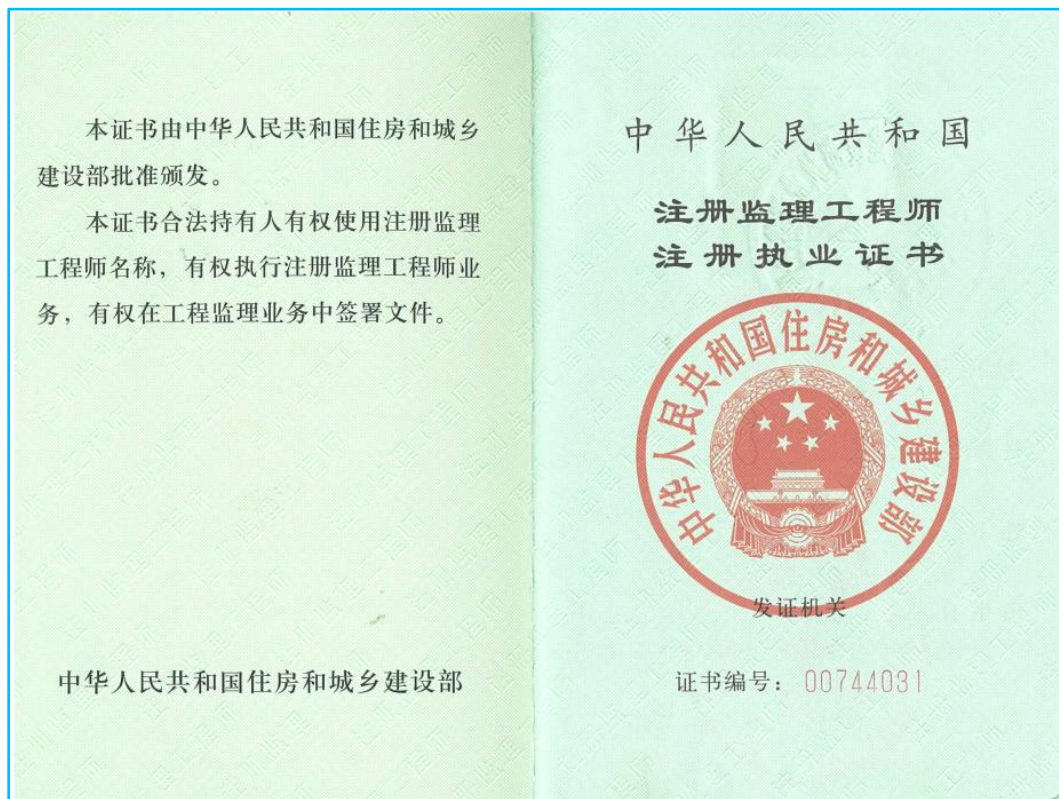 本证书由中华人民共和国住房和城乡
建设部批准颁发。
本证书合法持有人有权使用注册监理
工程师名称，有权执行注册监理工程师业
务，有权在工程监理业务中签署文件。
中华人民共和国住房和城乡建设部
中华人民共和国
注册监理工程师
注册执业证书
中华人民共和国住房和城乡建设部
发证机关
证书编号：00744031